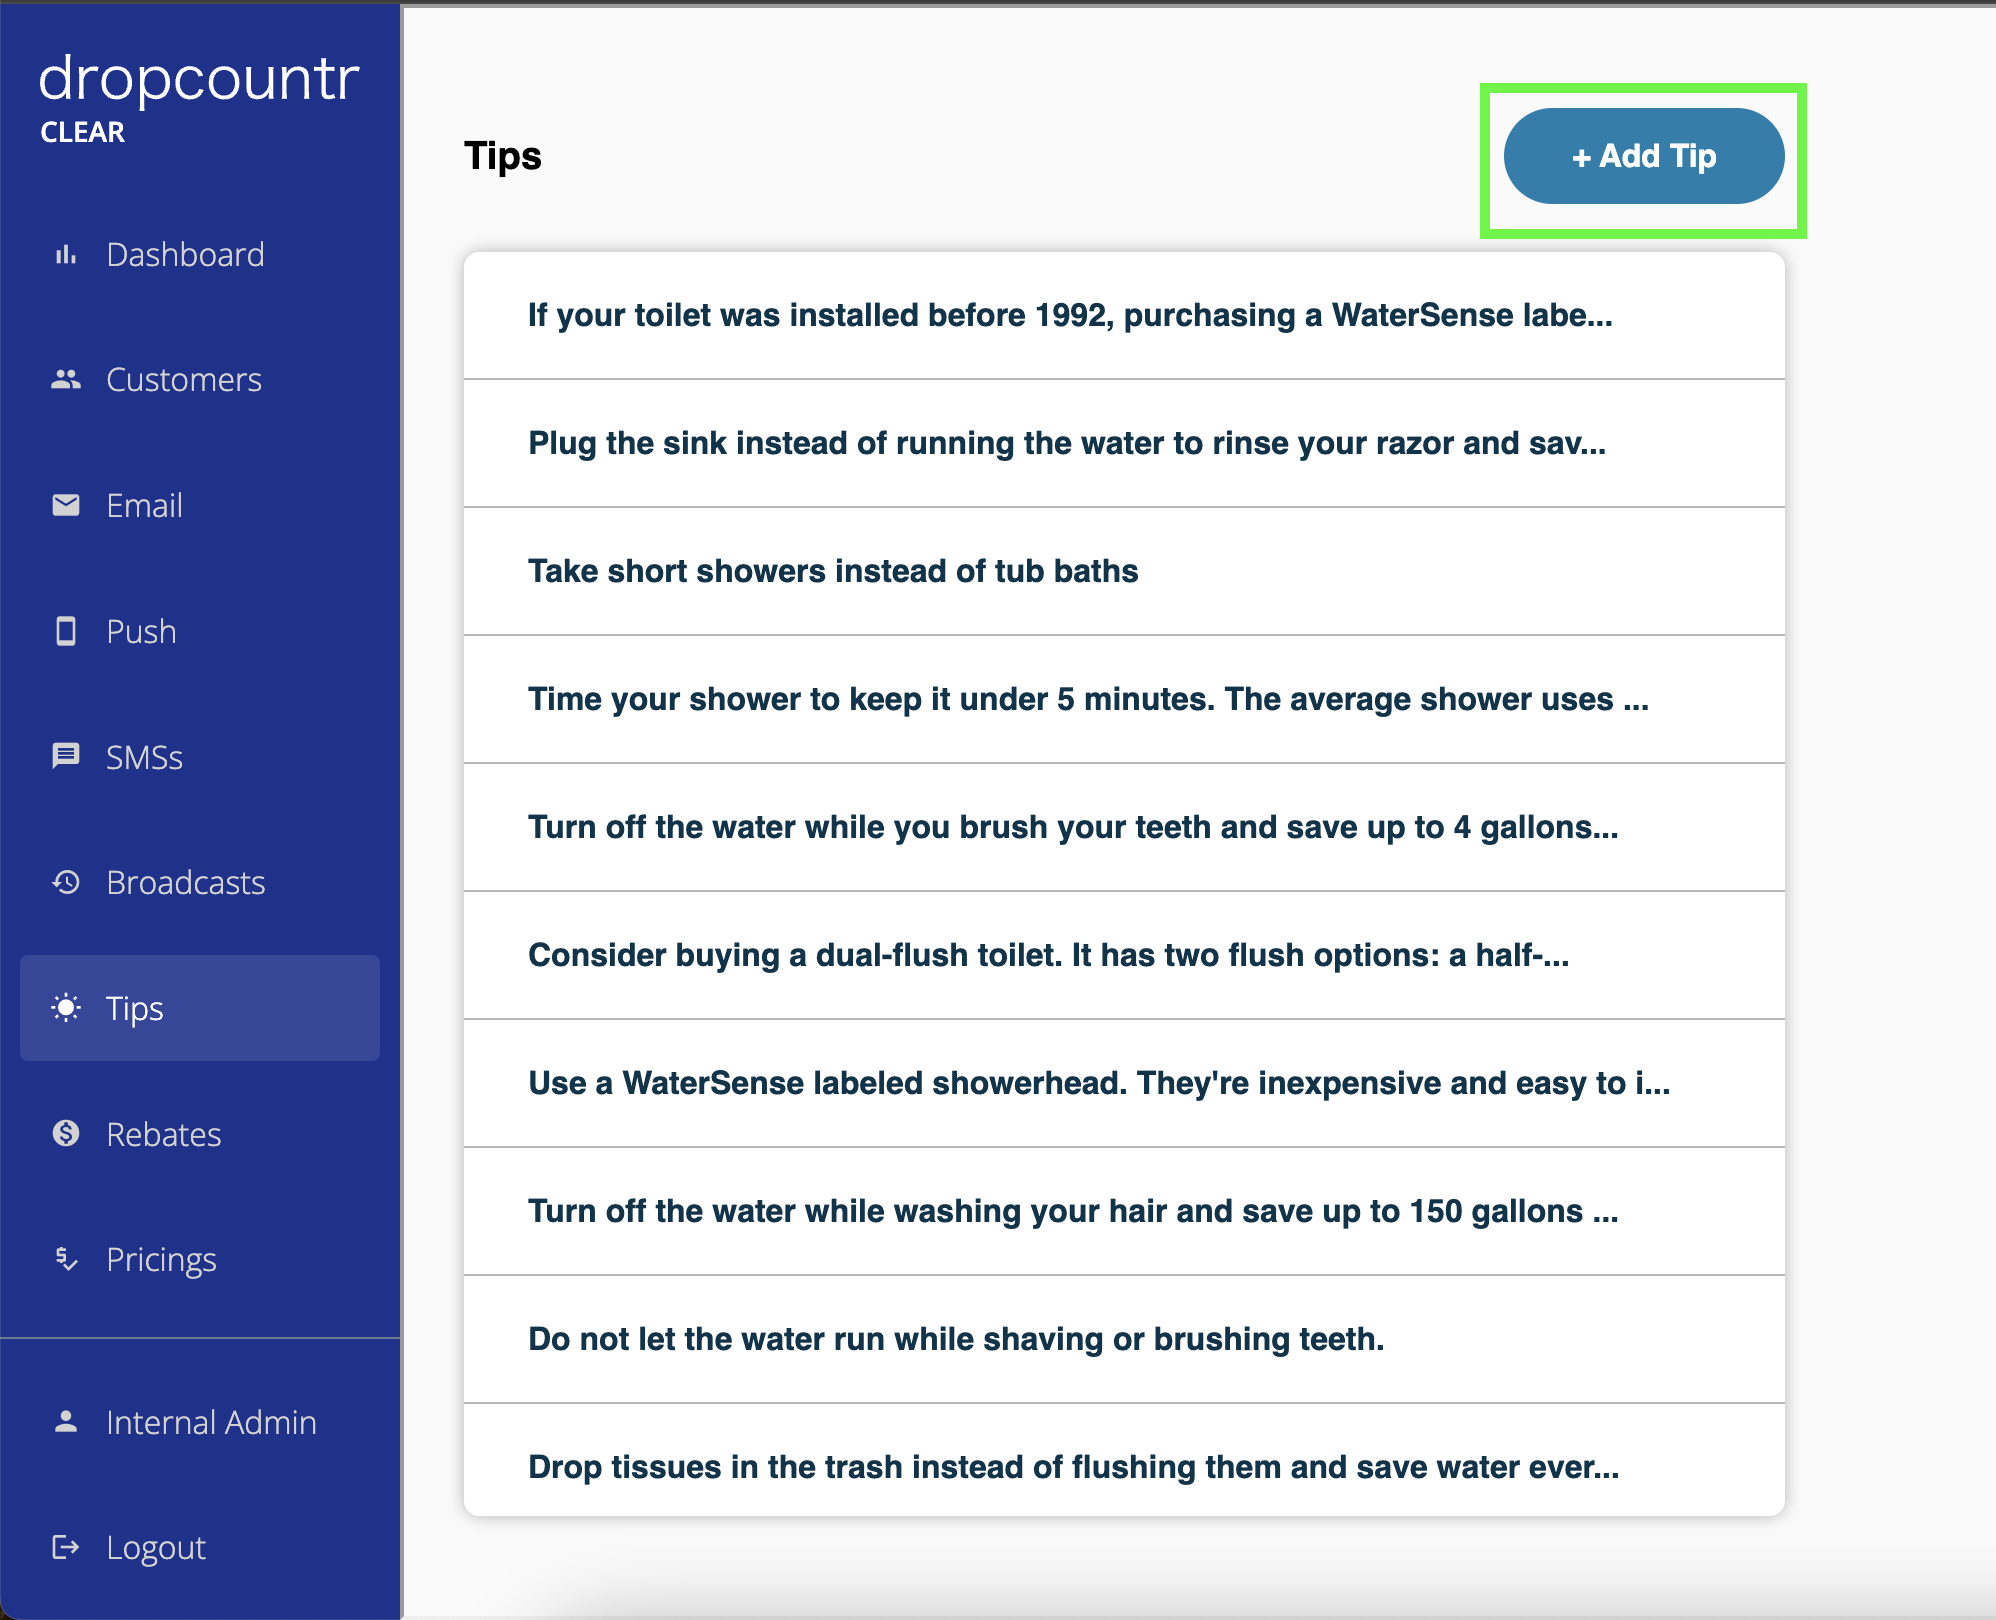 dropcountr
CLEAR
Dashboard
Customers
Email
Push
SMSs
Broadcasts
Tips
Rebates
Pricings
Internal Admin
Logout
Tips
+ Add Tip
If your toilet was installed before 1992, purchasing a WaterSense labe...
Plug the sink instead of running the water to rinse your razor and sav...
Take short showers instead of tub baths
Time your shower to keep it under 5 minutes. The average shower uses ...
Turn off the water while you brush your teeth and save up to 4 gallons...
Consider buying a dual-flush toilet. It has two flush options: a half-...
Use a WaterSense labeled showerhead. They're inexpensive and easy to i...
Turn off the water while washing your hair and save up to 150 gallons ...
Do not let the water run while shaving or brushing teeth.
Drop tissues in the trash instead of flushing them and save water ever...